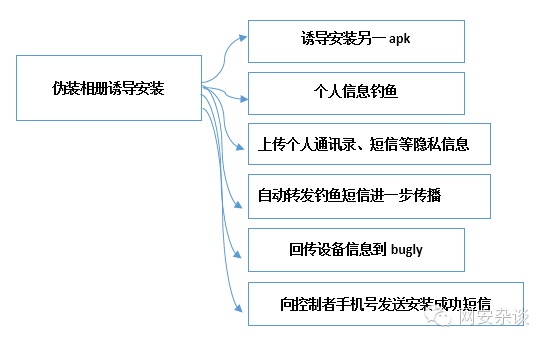 诱导安装另一 apk
伪装相册诱导安装
个人信息钓鱼
上传个人通讯录、短信等隐私信息
自动转发钓鱼短信进一步传播
回传设备信息到 bugly
向控制者手机号发送安装成功短信
网安杂谈